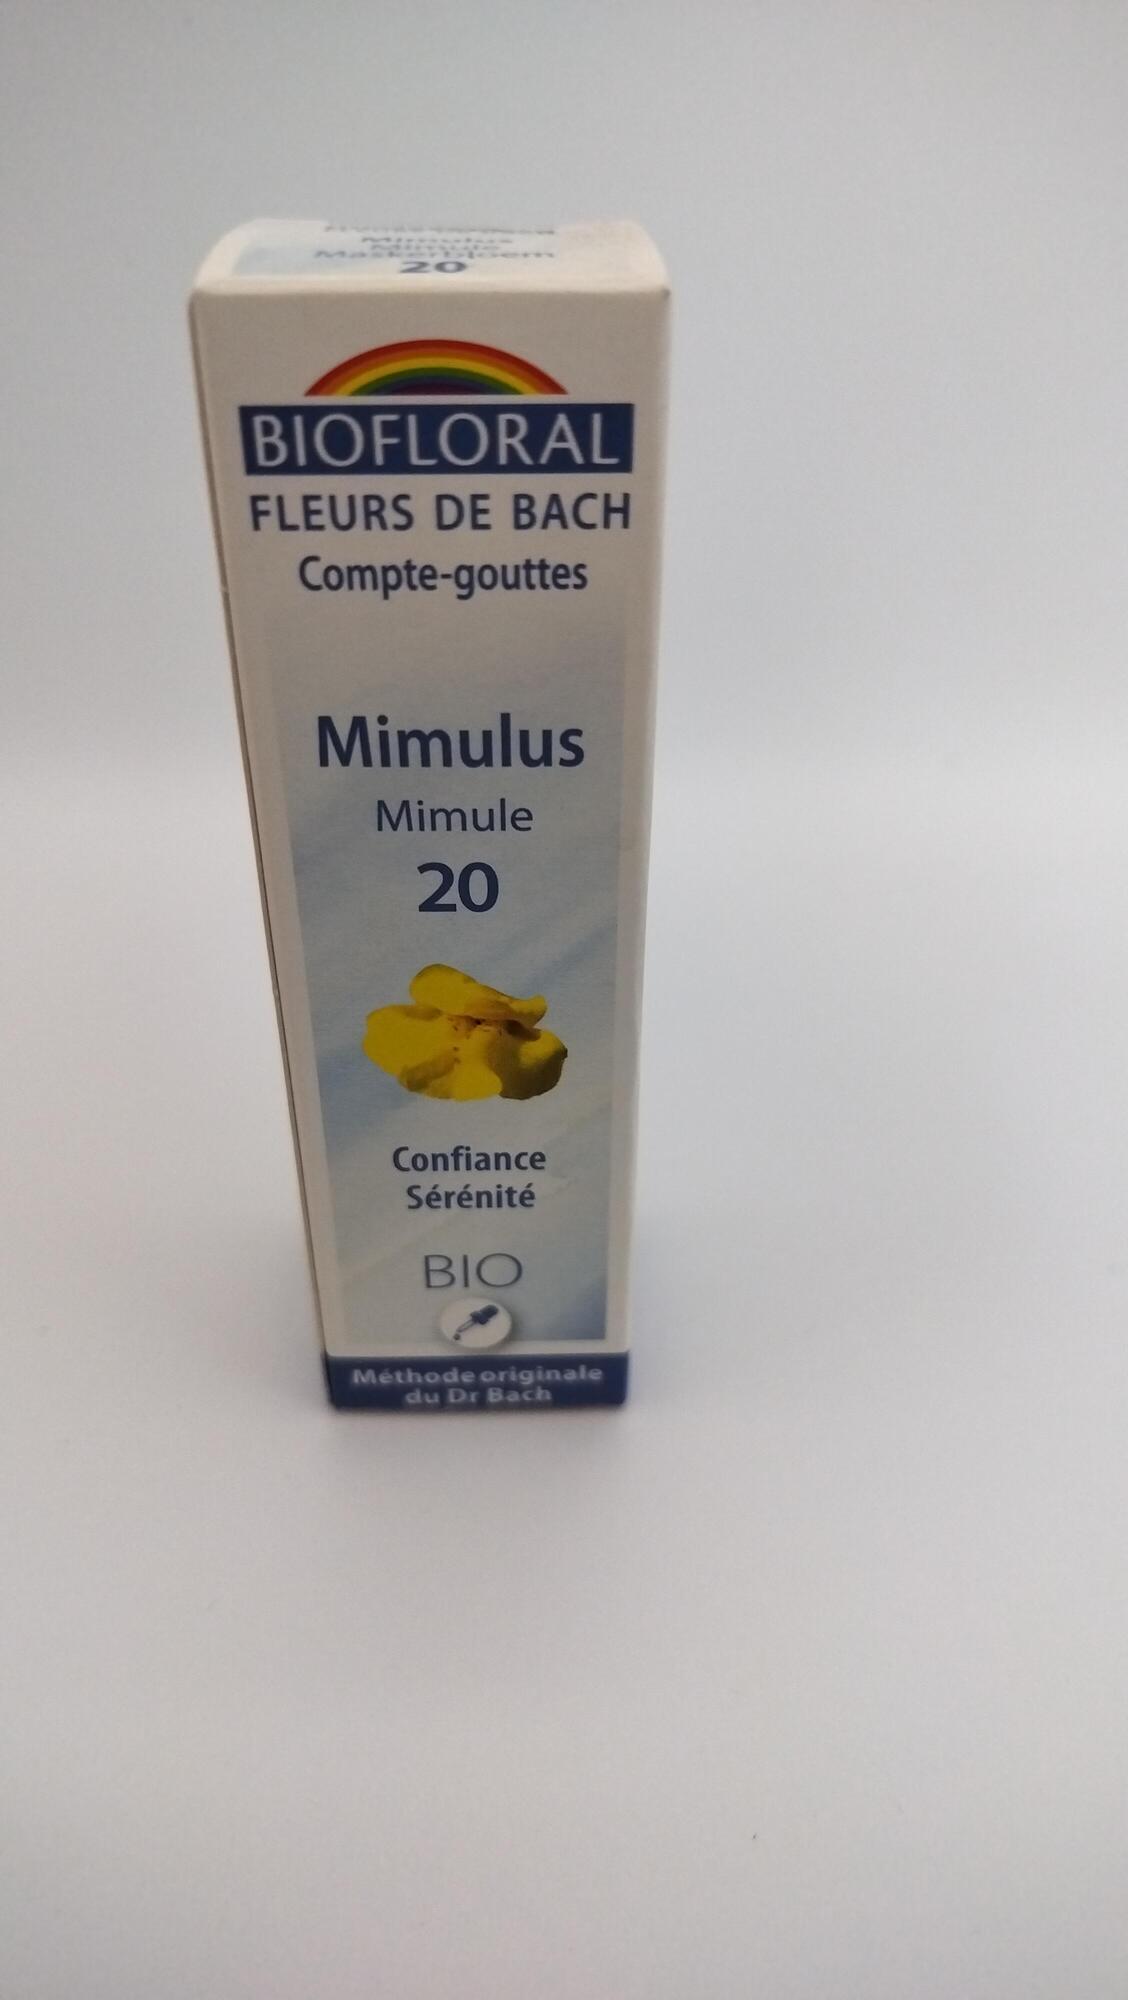 Mimulus
Mimule
Maskerbloem
20
BIOFLORAL
FLEURS DE BACH
Compte-gouttes
Mimulus
Mimule
20
Confiance
Sérénité
BIO
Méthode originale
du Dr Bach